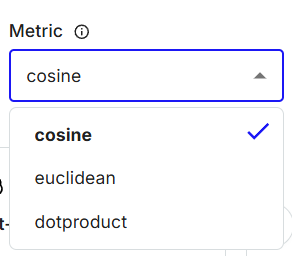 Metric
cosine
cosine
euclidean
dotproduct